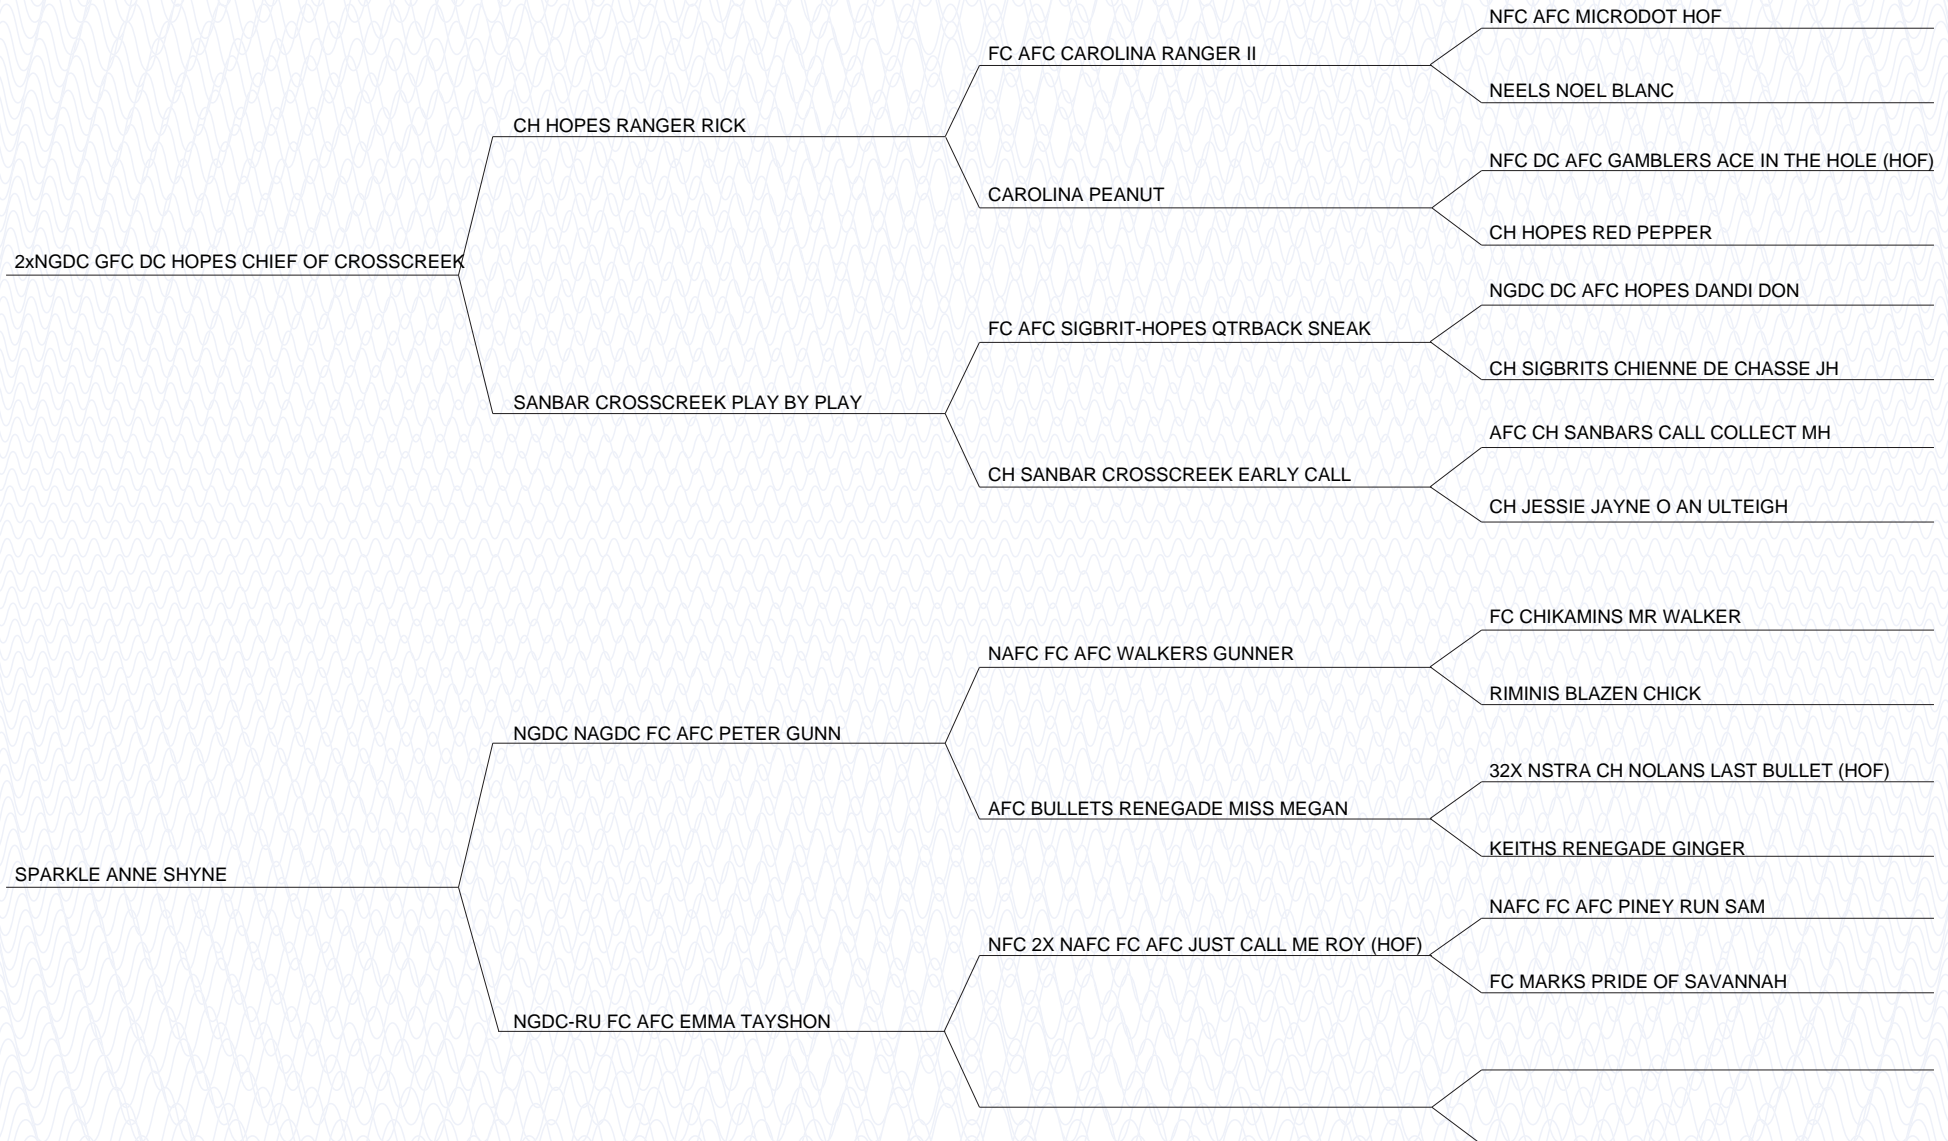 NFC AFC MICRODOT HOF
FC AFC CAROLINA RANGER II
NEELS NOEL BLANC
CH HOPES RANGER RICK
NFC DC AFC GAMBLERS ACE IN THE HOLE (HOF)
CAROLINA PEANUT
CH HOPES RED PEPPER
2xNGDC GFC DC HOPES CHIEF OF CROSSCREEK
NGDC DC AFC HOPES DANDI DON
FC AFC SIGBRIT-HOPES QTRBACK SNEAK
CH SIGBRITS CHIENNE DE CHASSE JH
SANBAR CROSSCREEK PLAY BY PLAY
AFC CH SANBARS CALL COLLECT MH
CH SANBAR CROSSCREEK EARLY CALL
CH JESSIE JAYNE O AN ULTEIGH
FC CHIKAMINS MR WALKER
NAFC FC AFC WALKERS GUNNER
RIMINIS BLAZEN CHICK
NGDC NAGDC FC AFC PETER GUNN
32X NSTRA CH NOLANS LAST BULLET (HOF)
AFC BULLETS RENEGADE MISS MEGAN
KEITHS RENEGADE GINGER
SPARKLE ANNE SHYNE
NAFC FC AFC PINEY RUN SAM
NFC 2X NAFC FC AFC JUST CALL ME ROY (HOF)
FC MARKS PRIDE OF SAVANNAH
NGDC-RU FC AFC EMMA TAYSHON